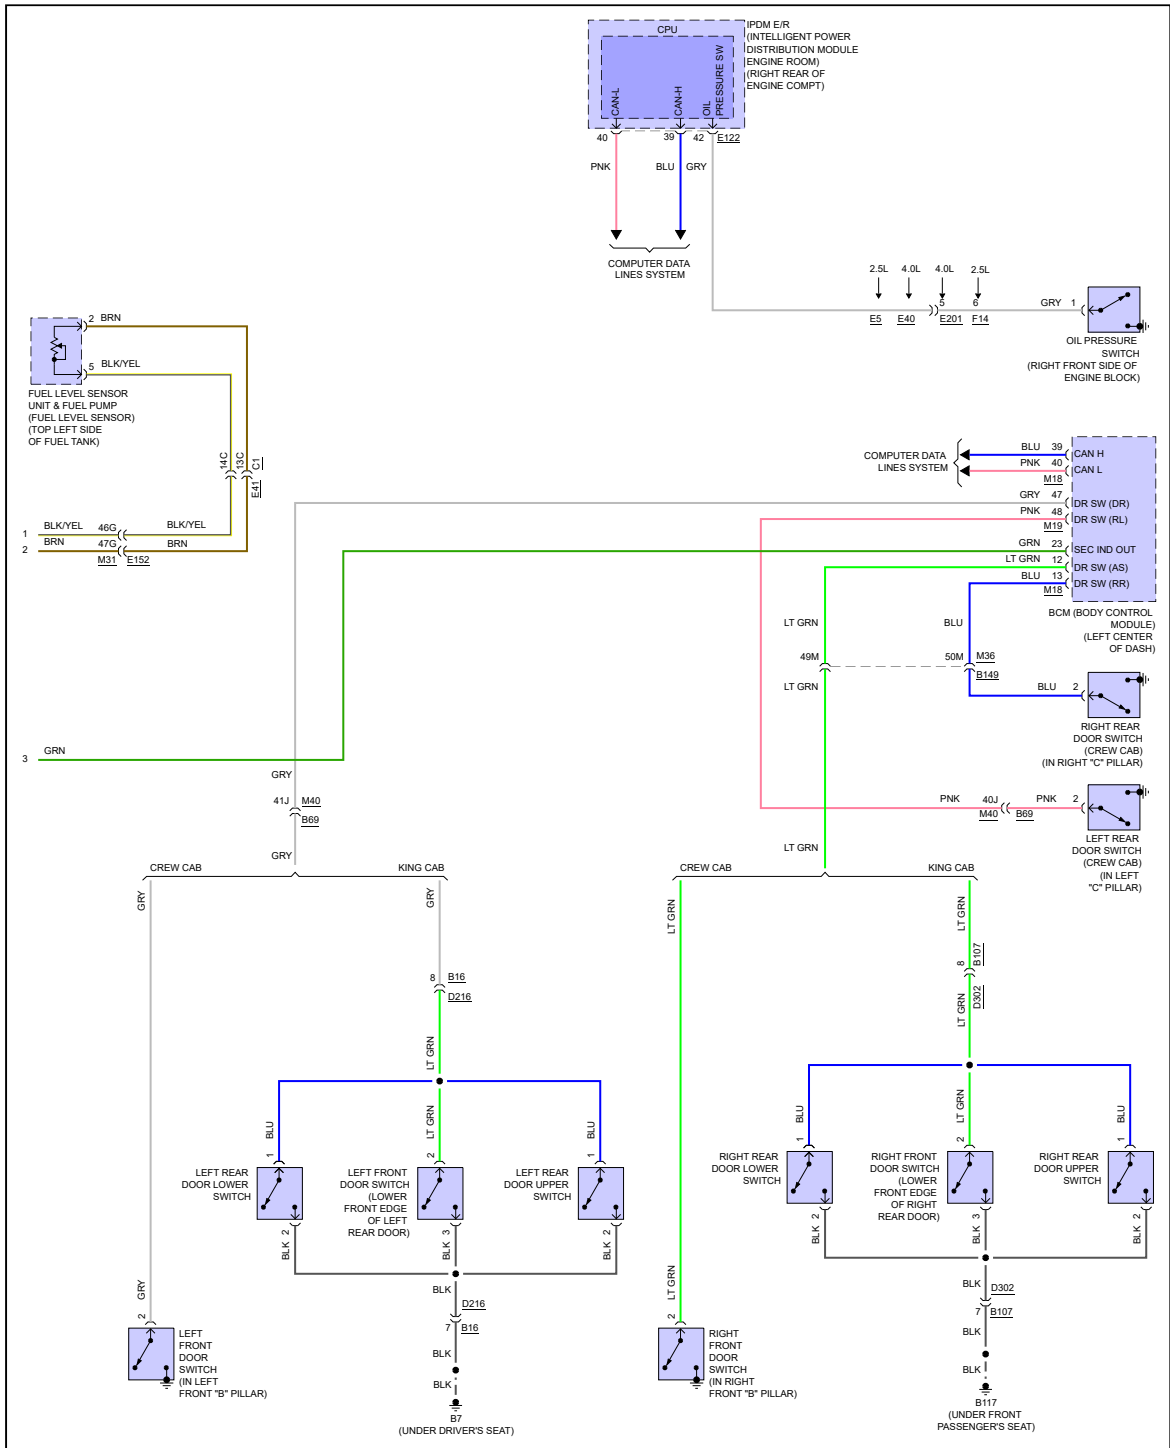 CPU
IPDM E/R
(INTELLIGENT POWER
DISTRIBUTION MODULE
ENGINE ROOM)
(RIGHT REAR OF
ENGINE COMPT)
CAN-L
CAN-H
OIL
PRESSURE SW
40
39
42
E122
PNK
BLU
GRY
COMPUTER DATA
LINES SYSTEM
2.5L
4.0L
4.0L
2.5L
5
6
E5
E40
E201
F14
GRY
1
OIL PRESSURE
SWITCH
(RIGHT FRONT SIDE OF
ENGINE BLOCK)
2
BRN
5
BLK/YEL
FUEL LEVEL SENSOR
UNIT & FUEL PUMP
(FUEL LEVEL SENSOR)
(TOP LEFT SIDE
OF FUEL TANK)
14C
13C
C1
E41
1
BLK/YEL
46G
BLK/YEL
2
BRN
47G
BRN
M31
E152
COMPUTER DATA
LINES SYSTEM
BLU
39
CAN H
PNK
40
CAN L
M18
GRY
47
DR SW (DR)
PNK
48
DR SW (RL)
M19
GRN
23
SEC IND OUT
LT GRN
12
DR SW (AS)
BLU
13
DR SW (RR)
M18
BCM (BODY CONTROL
MODULE)
(LEFT CENTER
OF DASH)
LT GRN
BLU
49M
50M
M36
B149
LT GRN
BLU
2
RIGHT REAR
DOOR SWITCH
(CREW CAB)
(IN RIGHT "C" PILLAR)
3
GRN
GRY
41J
M40
B69
GRY
PNK
40J
PNK
2
M40
B69
LEFT REAR
DOOR SWITCH
(CREW CAB)
(IN LEFT
"C" PILLAR)
LT GRN
CREW CAB
KING CAB
CREW CAB
KING CAB
GRY
GRY
LT GRN
LT GRN
8
B16
D216
8
B107
D302
LT GRN
LT GRN
BLU
LT GRN
BLU
BLU
LT GRN
BLU
1
2
1
1
2
1
LEFT REAR
DOOR LOWER
SWITCH
LEFT FRONT
DOOR SWITCH
(LOWER
FRONT EDGE
OF LEFT
REAR DOOR)
LEFT REAR
DOOR UPPER
SWITCH
RIGHT REAR
DOOR LOWER
SWITCH
RIGHT FRONT
DOOR SWITCH
(LOWER
FRONT EDGE
OF RIGHT
REAR DOOR)
RIGHT REAR
DOOR UPPER
SWITCH
2
3
2
2
3
2
BLK
BLK
BLK
BLK
BLK
BLK
GRY
LT GRN
BLK
D216
7
B16
BLK
BLK
B7
(UNDER DRIVER'S SEAT)
BLK
D302
7
B107
BLK
BLK
B117
(UNDER FRONT
PASSENGER'S SEAT)
2
LEFT
FRONT
DOOR
SWITCH
(IN LEFT
FRONT "B" PILLAR)
2
RIGHT
FRONT
DOOR
SWITCH
(IN RIGHT
FRONT "B" PILLAR)